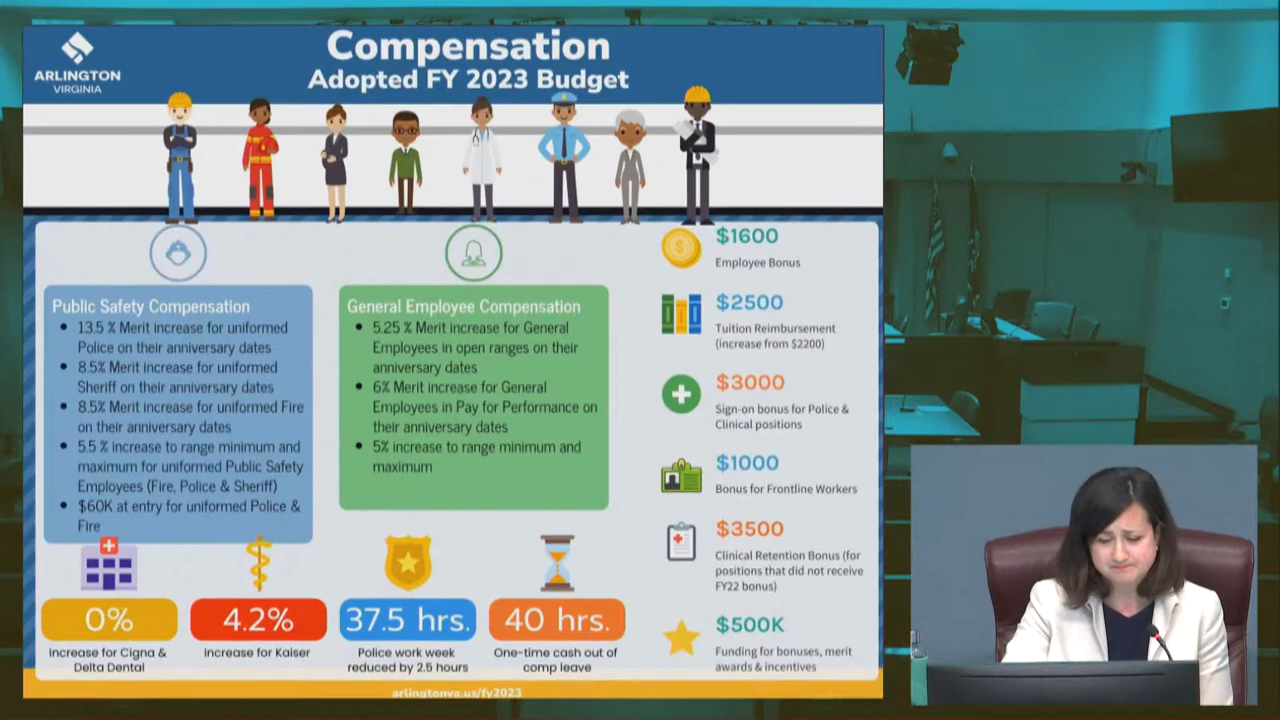 ARLINGTON
VIRGINIA
Compensation
Adopted FY 2023 Budget
Public Safety Compensation
• 13.5 % Merit increase for uniformed
Police on their anniversary dates
• 8.5% Merit increase for uniformed
Sheriff on their anniversary dates
• 8.5% Merit increase for uniformed Fire
on their anniversary dates
• 5.5 % increase to range minimum and
maximum for uniformed Public Safety
Employees (Fire, Police & Sheriff)
• $60K at entry for uniformed Police &
Fire
General Employee Compensation
• 5.25 % Merit increase for General
Employees in open ranges on their
anniversary dates
• 6% Merit increase for General
Employees in Pay for Performance on
their anniversary dates
• 5% increase to range minimum and
maximum
$1600
Employee Bonus
$2500
Tuition Reimbursement
(increase from $2200)
$3000
Sign-on bonus for Police &
Clinical positions
$1000
Bonus for Frontline Workers
$3500
Clinical Retention Bonus (for
positions that did not receive
FY22 bonus)
$500K
Funding for bonuses, merit
awards & incentives
0%
Increase for Cigna &
Delta Dental
4.2%
Increase for Kaiser
37.5 hrs.
Police work week
reduced by 2.5 hours
40 hrs.
One-time cash out of
comp leave
arlingtonva.us/fy2023